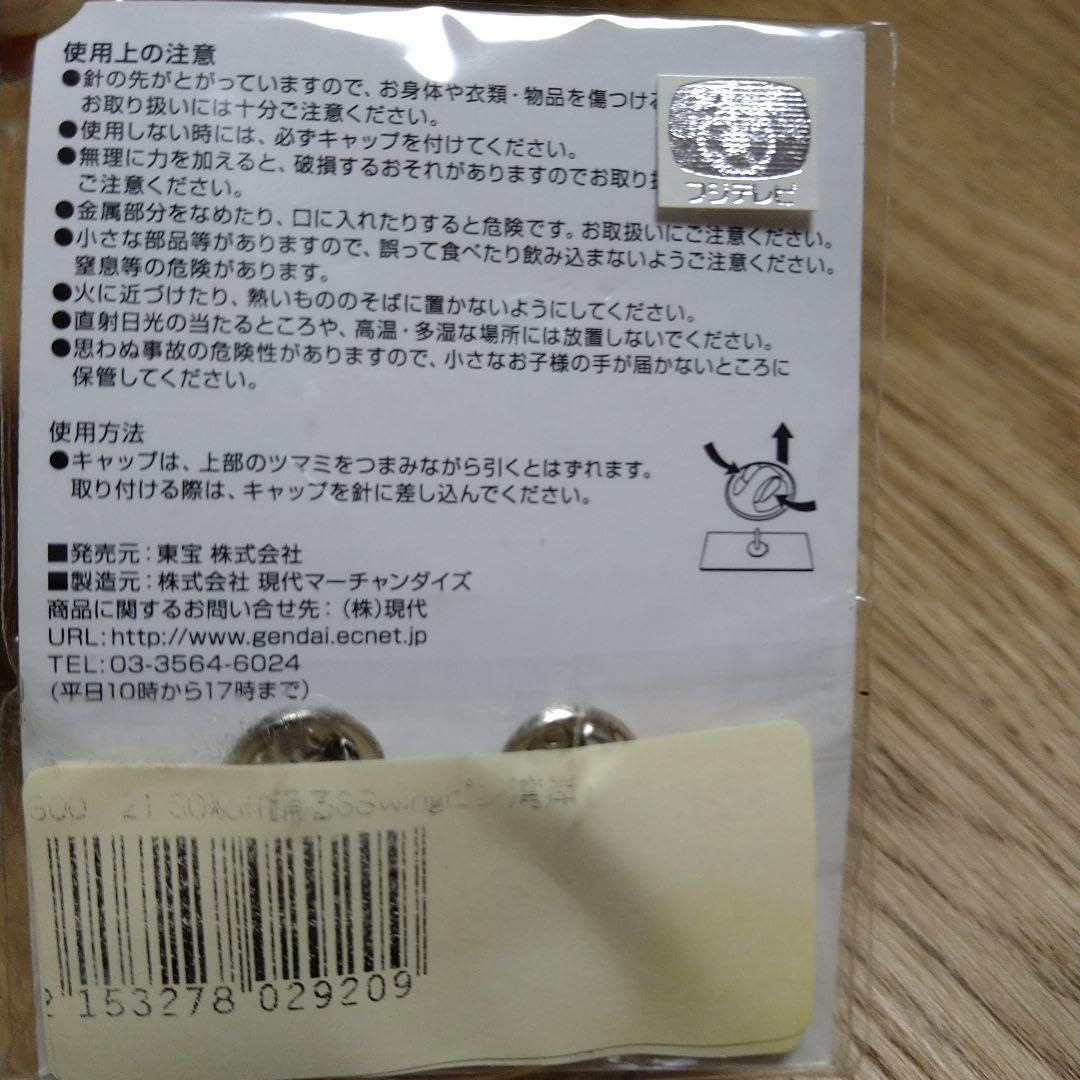 使用上の注意
●針の先がとがっていますので、お身体や衣類・物品を傷つけ
お取り扱いには十分ご注意ください。
●使用しない時には、必ずキャップを付けてください。
●無理に力を加えると、破損するおそれがありますのでお取り
ご注意ください。
●金属部分をなめたり、口に入れたりすると危険です。お取扱いにご注意ください。
●小さな部品等がありますので、誤って食べたり飲み込まないようご注意ください。
窒息等の危険があります。
●火に近づけたり、熱いもののそばに置かないようにしてください。
●直射日光の当たるところや、高温・多湿な場所には放置しないでください。
●思わぬ事故の危険性がありますので、小さなお子様の手が届かないところに
保管してください。
フジテレビ
使用方法
●キャップは、上部のツマミをつまみながら引くとはずれます。
取り付ける際は、キャップを針に差し込んでください。
■発売元:東宝 株式会社
■製造元:株式会社 現代マーチャンダイズ
商品に関するお問い合せ先:(株)現代
URL:http://www.gendai.ecnet.jp
TEL:03-3564-6024
(平日10時から17時まで)
湾岸
2 153278 029209